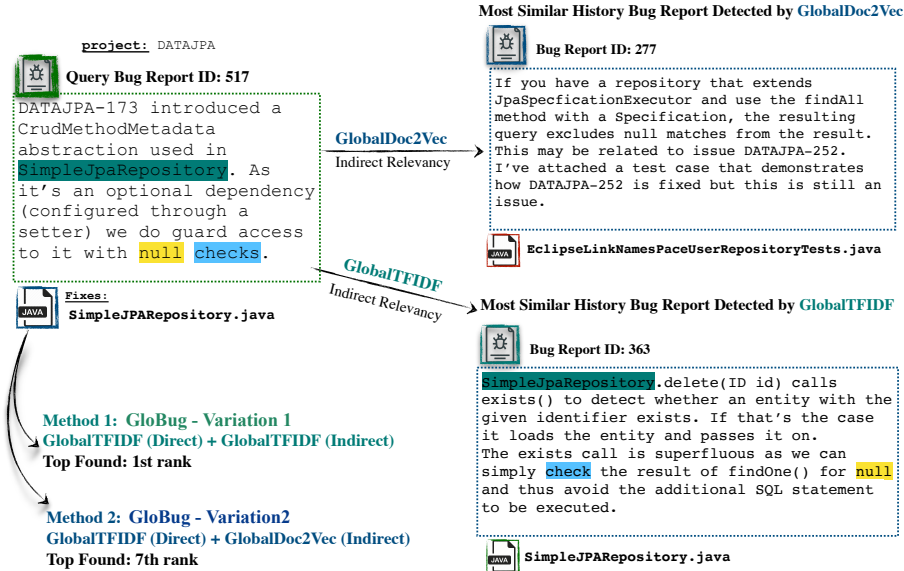 project: DATAJPA
Query Bug Report ID: 517
DATAJPA-173 introduced a
CrudMethodMetadata
abstraction used in
SimpleJpaRepository. As
it's an optional dependency
(configured through a
setter) we do guard access
to it with null checks.
Fixes:
JAVA
SimpleJPARepository.java
GlobalDoc2Vec
Indirect Relevancy
GlobalTFIDF
Indirect Relevancy
Most Similar History Bug Report Detected by GlobalDoc2Vec
Bug Report ID: 277
If you have a repository that extends
JpaSpecficationExecutor and use the findAll
method with a Specification, the resulting
query excludes null matches from the result.
This may be related to issue DATAJPA-252.
I've attached a test case that demonstrates
how DATAJPA-252 is fixed but this is still an
issue.
JAVA
EclipseLinkNamesPaceUserRepositoryTests.java
Most Similar History Bug Report Detected by GlobalTFIDF
Bug Report ID: 363
SimpleJpaRepository.delete(ID id) calls
exists() to detect whether an entity with the
given identifier exists. If that's the case
it loads the entity and passes it on.
The exists call is superfluous as we can
simply check the result of findOne() for null
and thus avoid the additional SQL statement
to be executed.
JAVA
SimpleJPARepository.java
Method 1: GloBug - Variation 1
GlobalTFIDF (Direct) + GlobalTFIDF (Indirect)
Top Found: 1st rank
Method 2: GloBug - Variation2
GlobalTFIDF (Direct) + GlobalDoc2Vec (Indirect)
Top Found: 7th rank